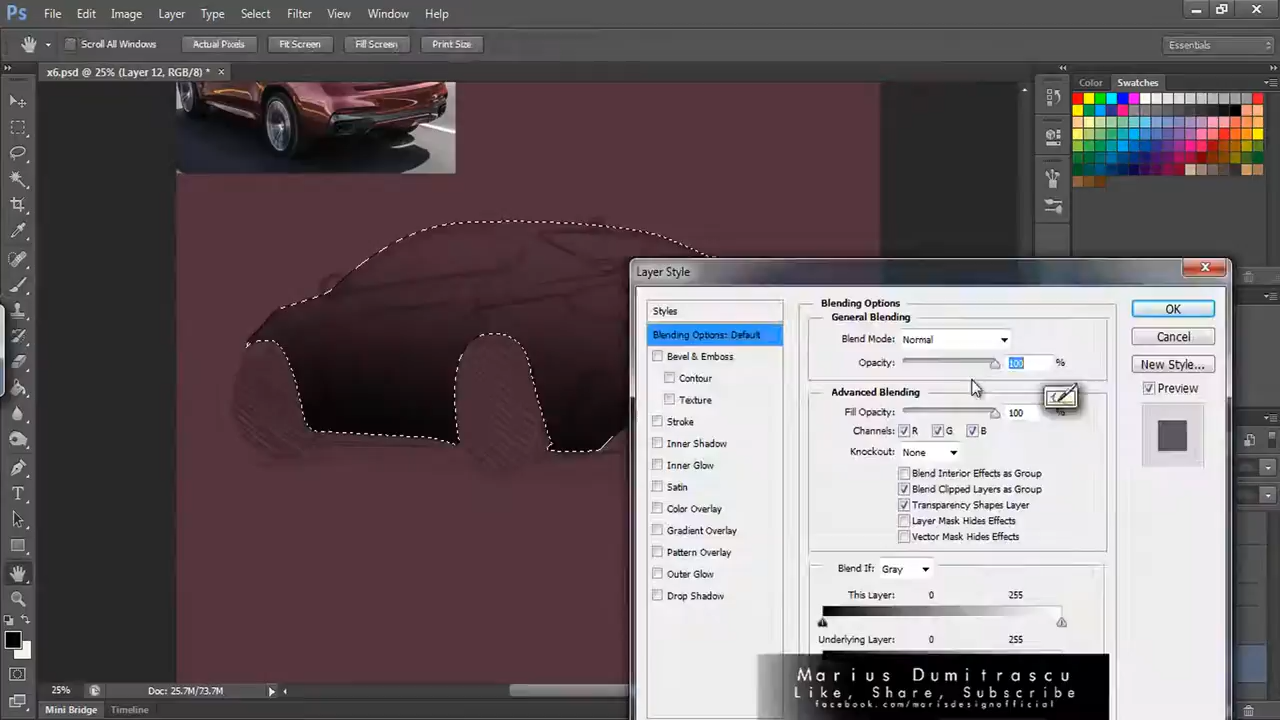 Ps File Edit Image Layer Type Select Filter View Window Help
Scroll All Windows Actual Pixels Fit Screen Fill Screen Print Size Essentials
x6.psd @ 25% (Layer 12, RGB/8) * ×
Color Swatches
Layer Style
Styles
Blending Options: Default
Bevel & Emboss
Contour
Texture
Stroke
Inner Shadow
Inner Glow
Satin
Color Overlay
Gradient Overlay
Pattern Overlay
Outer Glow
Drop Shadow
Blending Options
General Blending
Blend Mode: Normal
Opacity: 100 %
Advanced Blending
Fill Opacity: 100 %
Channels: R G B
Knockout: None
Blend Interior Effects as Group
Blend Clipped Layers as Group
Transparency Shapes Layer
Layer Mask Hides Effects
Vector Mask Hides Effects
Blend If: Gray
This Layer: 0 255
Underlying Layer: 0 255
OK
Cancel
New Style...
Preview
Marius Dumitrascu
Like, Share, Subscribe
facebook.com/marisdesignofficial
25% Doc: 25.7M/73.7M
Mini Bridge Timeline